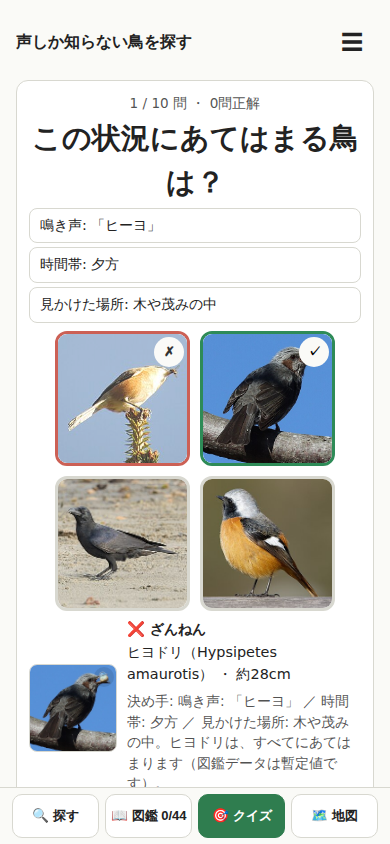 声しか知らない鳥を探す
☰
1 / 10 問 ・ 0問正解
この状況にあてはまる鳥
は？
鳴き声: 「ヒーヨ」
時間帯: 夕方
見かけた場所: 木や茂みの中
✗ ✓
❌ ざんねん
ヒヨドリ（Hypsipetes
amaurotis） ・ 約28cm
決め手: 鳴き声: 「ヒーヨ」 ／ 時間
帯: 夕方 ／ 見かけた場所: 木や茂み
の中。ヒヨドリは、すべてにあては
まります（図鑑データは暫定値で
す）。
🔍 探す 📖 図鑑 0/44 🎯 クイズ 🗺️ 地図